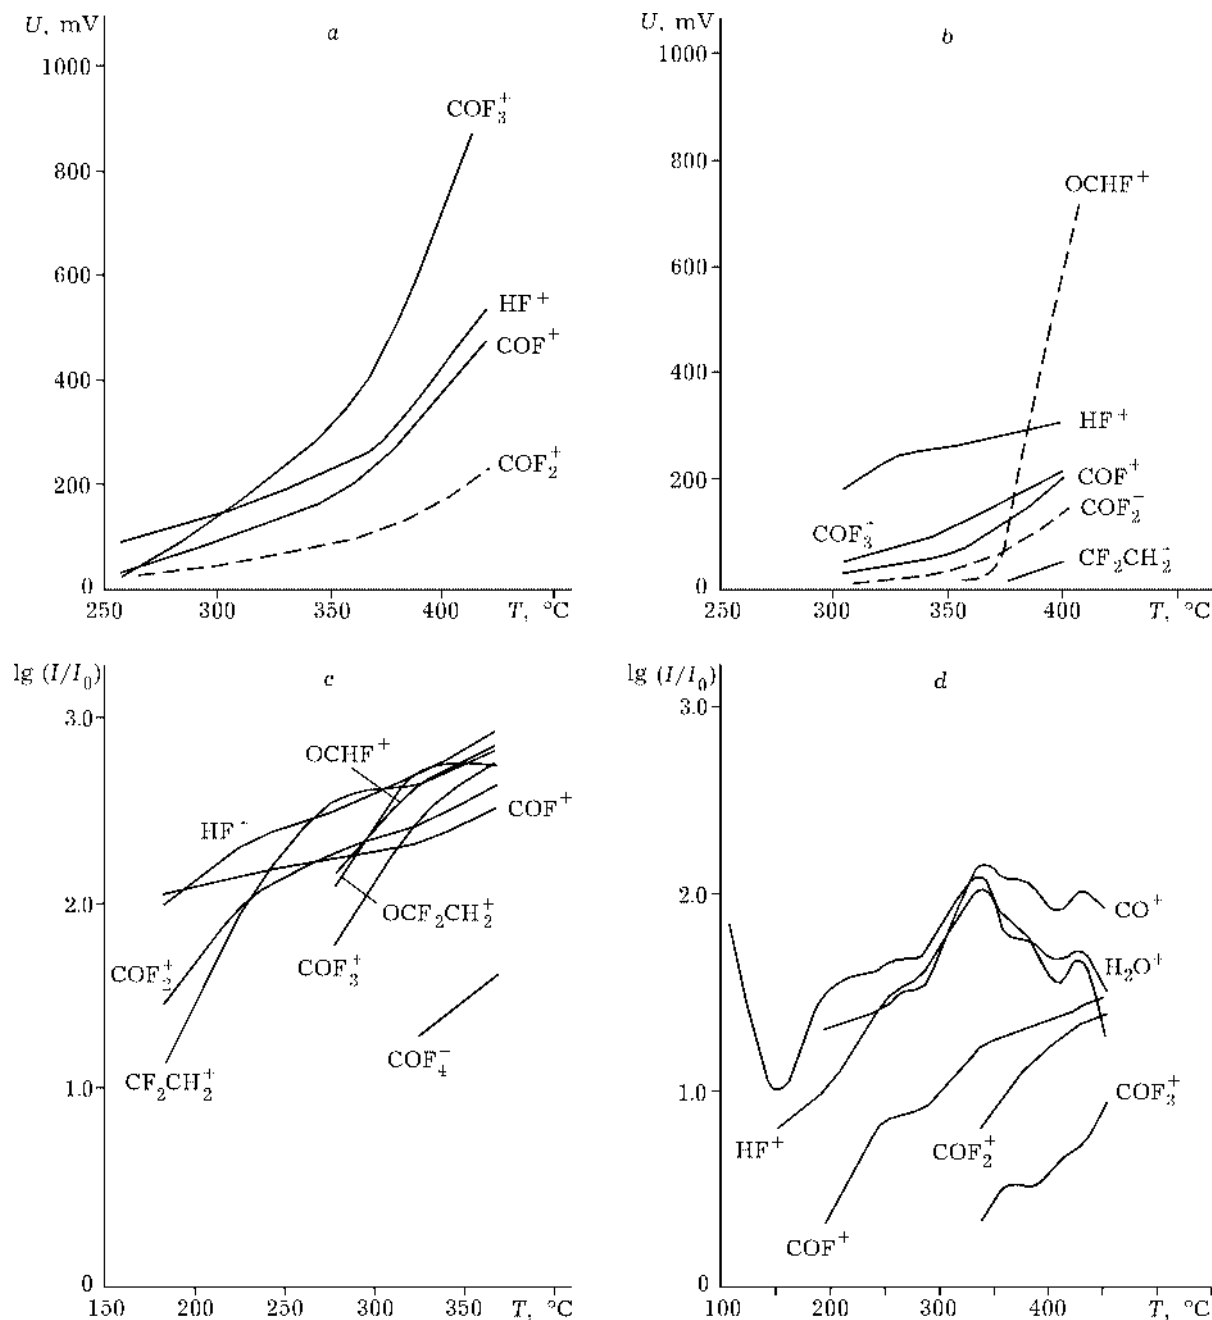 U, mV
a
1000
800
600
400
200
0
COF₃⁺
HF⁺
COF⁺
COF₂⁺
250 300 350 400 T, °C
U, mV
b
1000
800
600
400
200
0
OCHF⁺
HF⁺
COF⁺
COF₂⁻
COF₃⁻
CF₂CH₂⁻
250 300 350 400 T, °C
lg (I/I₀)
c
3.0
2.0
1.0
0
OCHF⁺
HF⁻
COF⁺
OCF₂CH₂⁺
COF₃⁺
COF₂⁺
CF₂CH₂⁺
COF₄⁻
150 200 250 300 350 T, °C
lg (I/I₀)
d
3.0
2.0
1.0
0
CO⁺
H₂O⁺
COF₃⁺
HF⁺
COF₂⁺
COF⁺
100 200 300 400 T, °C